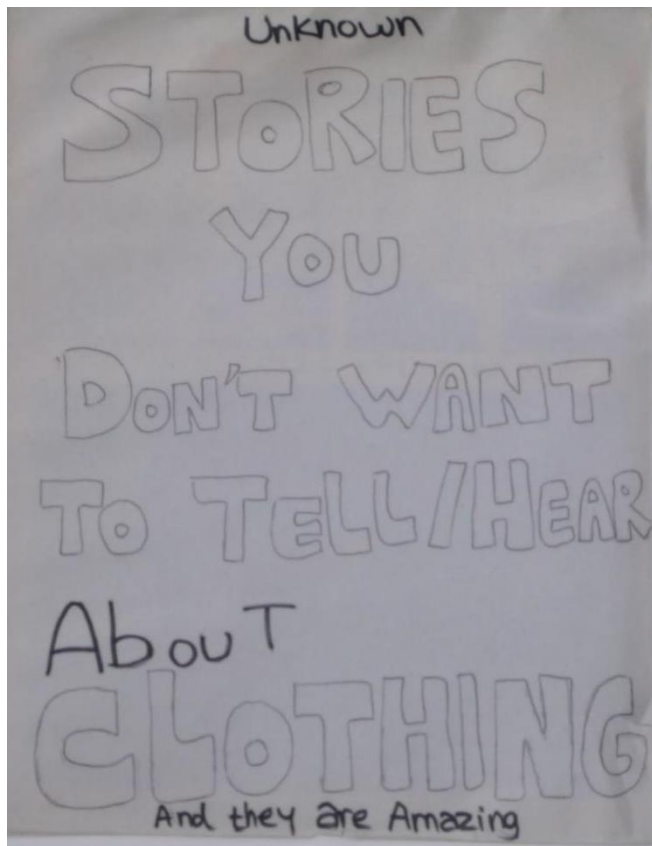 Unknown
STORIES
YOU
DON'T WANT
TO TELL/HEAR
About
CLOTHING
And they are Amazing